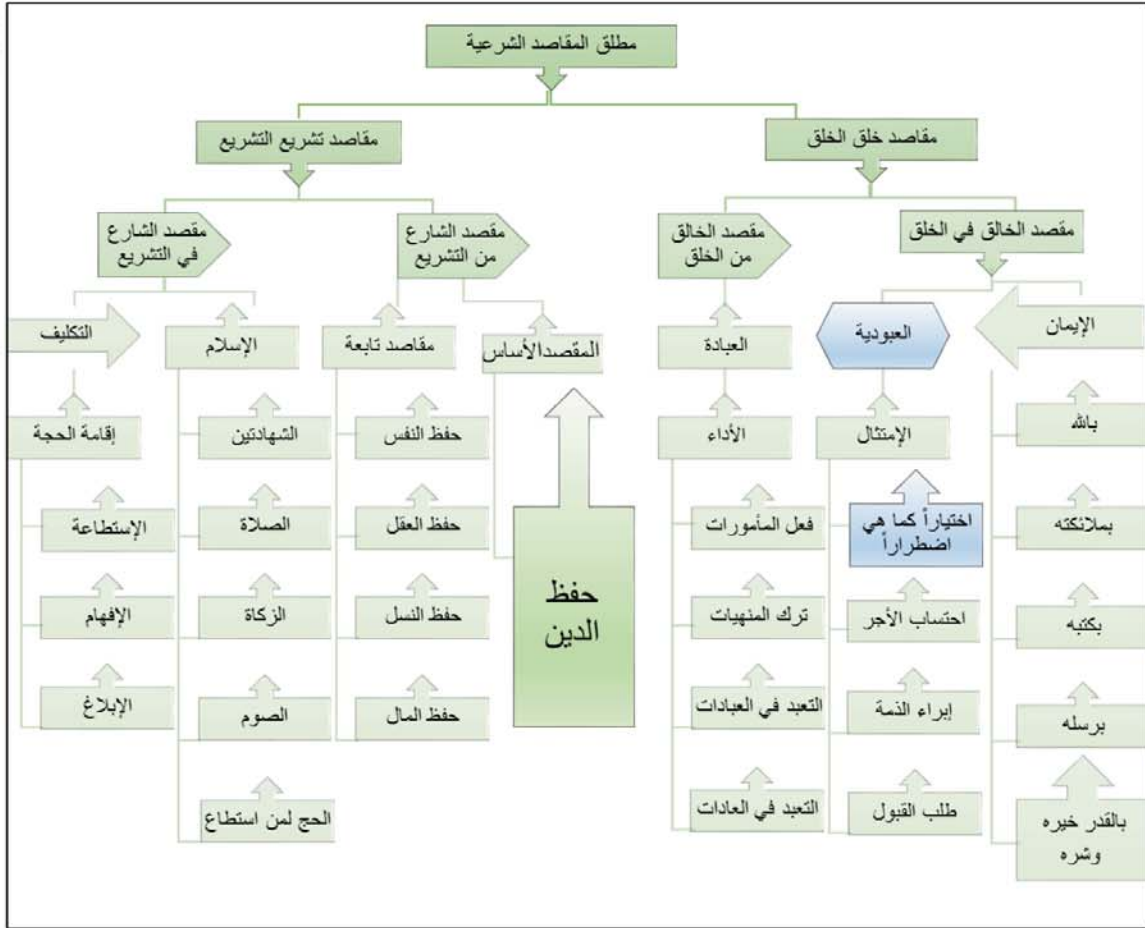 مطلق المقاصد الشرعية
مقاصد خلق الخلق
مقاصد تشريع التشريع
مقصد الخالق في الخلق
مقصد الخالق
من الخلق
مقصد الشارع
من التشريع
مقصد الشارع
في التشريع
الإيمان
العبودية
العبادة
المقصدالأساس
مقاصد تابعة
الإسلام
التكليف
بالله
الإمتثال
الأداء
حفظ النفس
الشهادتين
إقامة الحجة
بملائكته
اختياراً كما هي
اضطراراً
فعل المأمورات
حفظ العقل
الصلاة
الإستطاعة
بكتبه
احتساب الأجر
ترك المنهيات
حفظ
الدين
حفظ النسل
الزكاة
الإفهام
برسله
إبراء الذمة
التعبد في العبادات
حفظ المال
الصوم
الإبلاغ
بالقدر خيره
وشره
طلب القبول
التعبد في العادات
الحج لمن استطاع